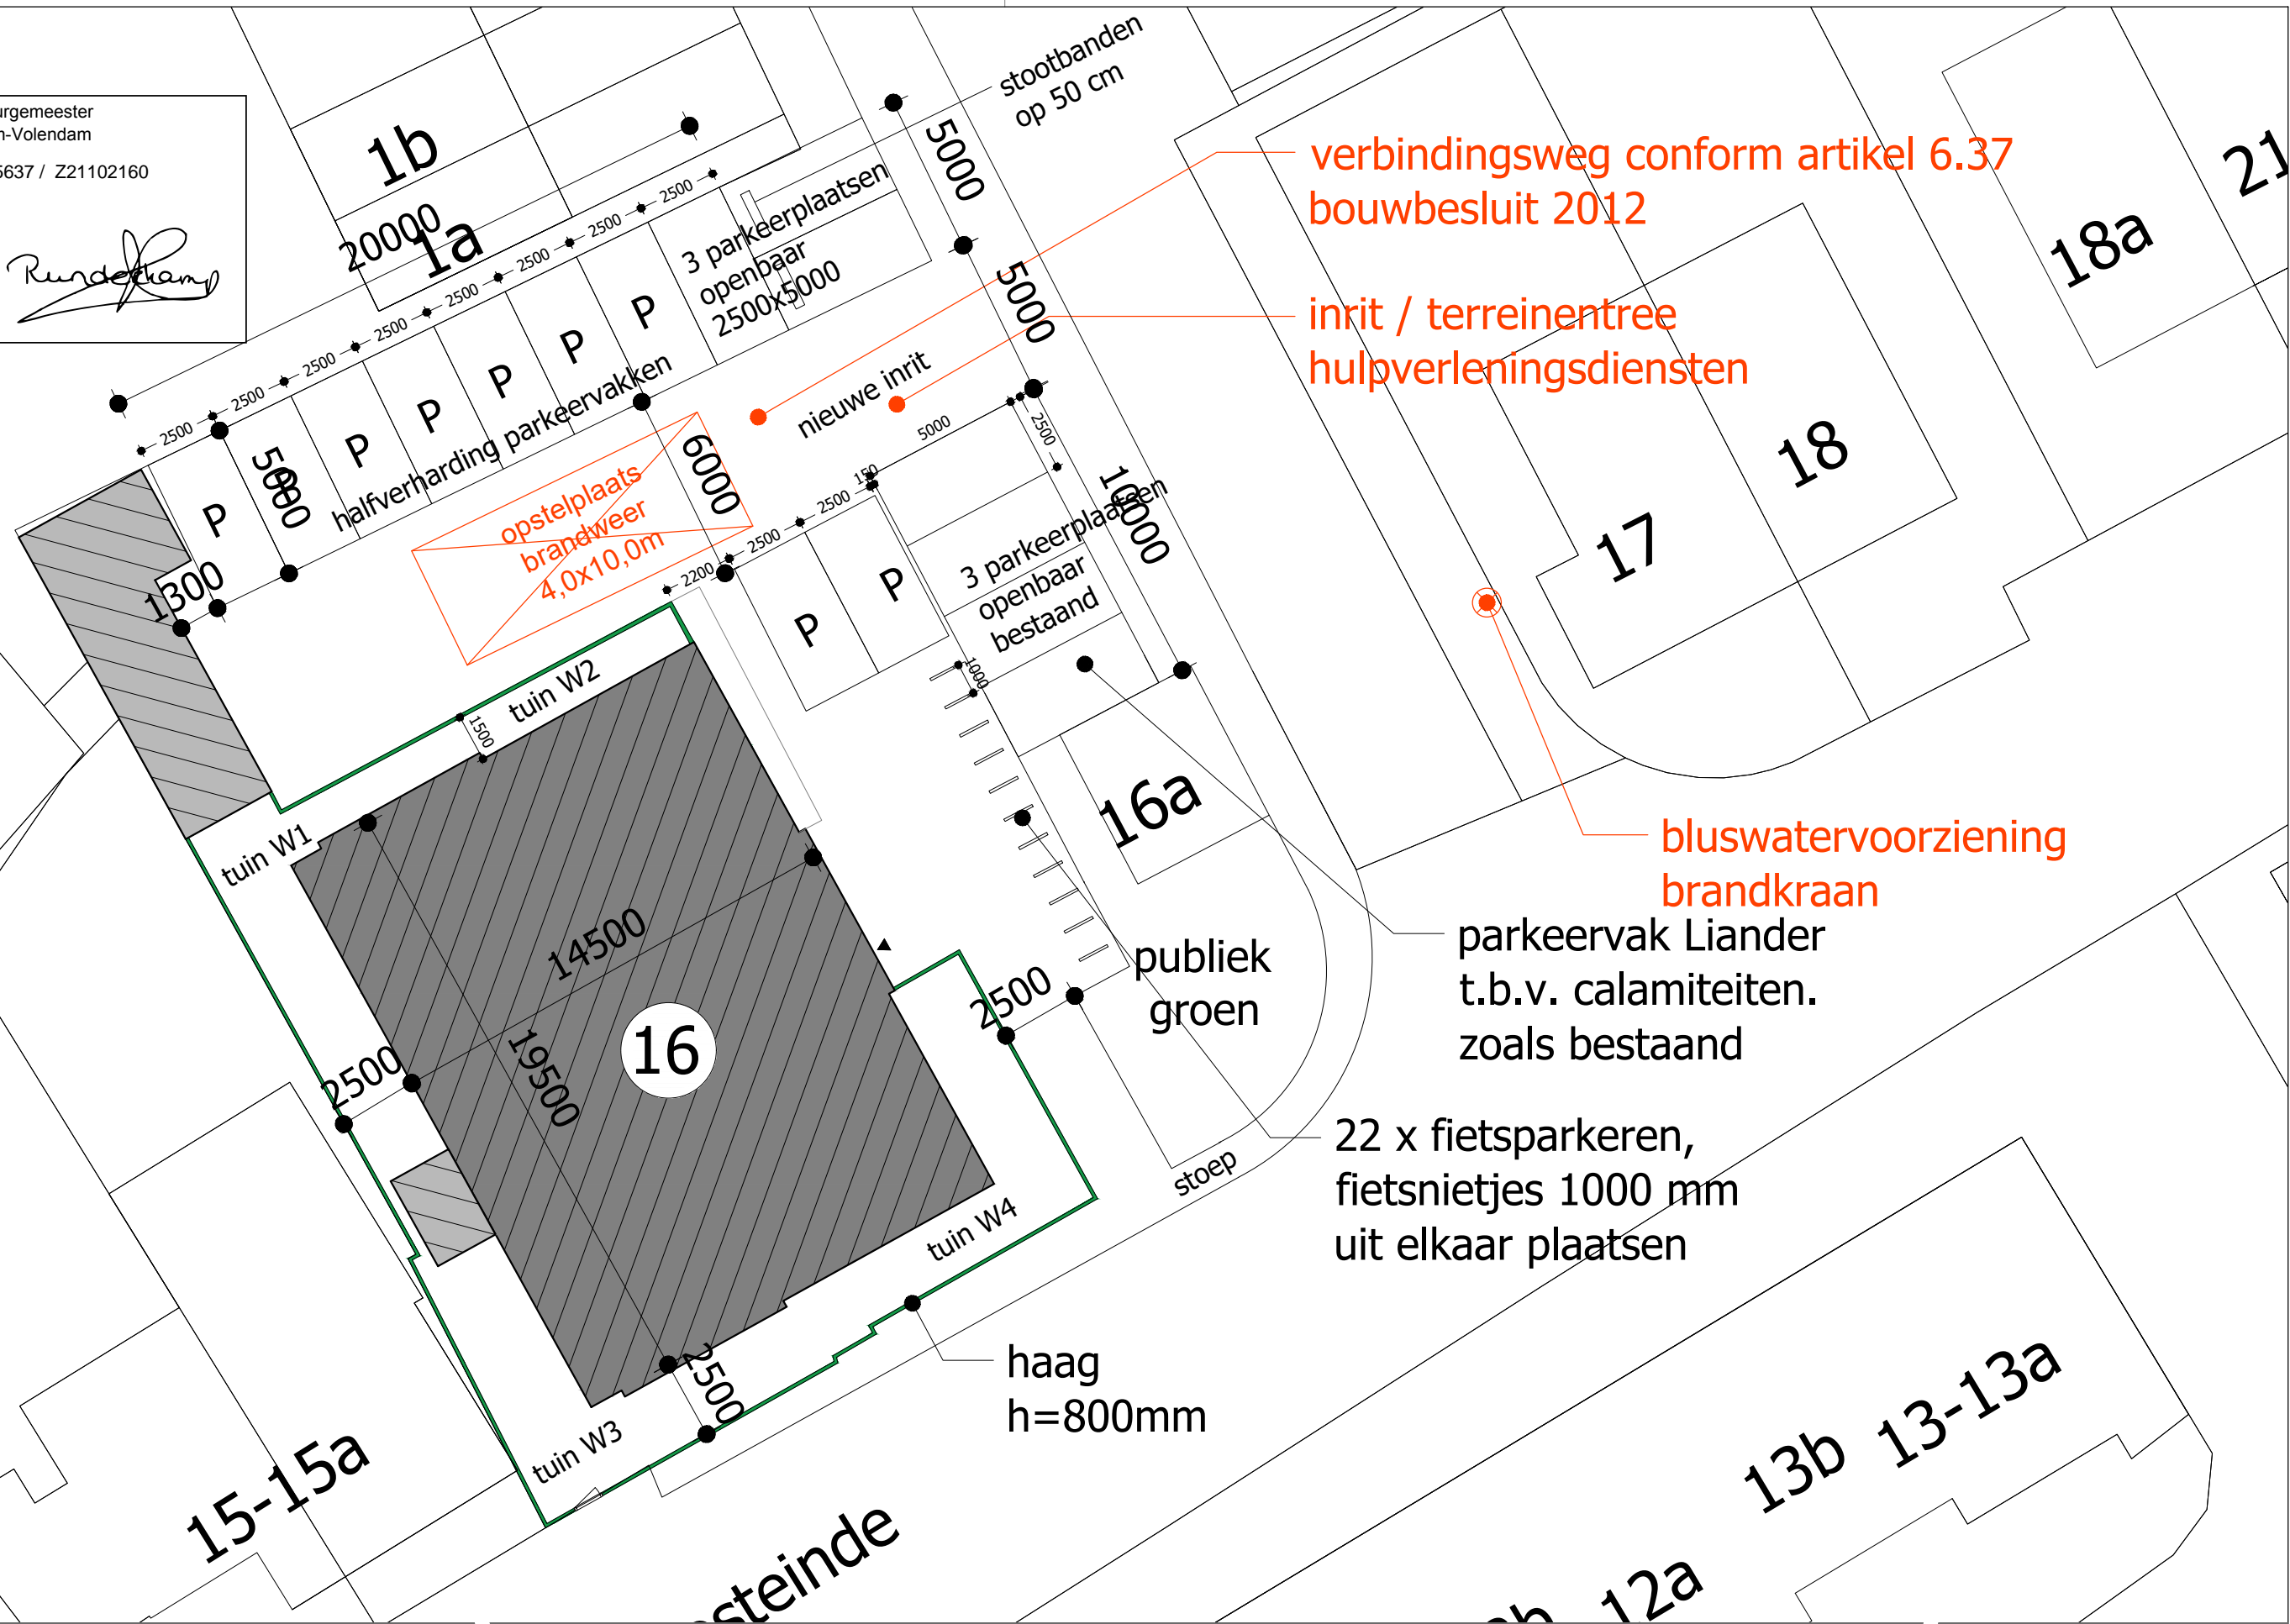 1b
1a
20000
stootbanden
op 50 cm
5000
5000
verbindingsweg conform artikel 6.37
bouwbesluit 2012
inrit / terreinentree
hulpverleningsdiensten
18a
18
17
m-Volendam
5637 / Z21102160
2500
2500
2500
2500
2500
2500
2500
2500
3 parkeerplaatsen
openbaar
2500x5000
P
P
P
P
P
P
P
P
5000
halfverharding parkeervakken
nieuwe inrit
opstelplaats
brandweer
4,0x10,0m
6000
1300
5000
2500
150
2500
2500
2200
10000
P
P
3 parkeerplaatsen
openbaar
bestaand
1000
16a
bluswatervoorziening
brandkraan
parkeervak Liander
t.b.v. calamiteiten.
zoals bestaand
tuin W2
1500
tuin W1
14500
19500
16
2500
2500
publiek
groen
22 x fietsparkeren,
fietsnietjes 1000 mm
uit elkaar plaatsen
stoep
tuin W4
2500
tuin W3
haag
h=800mm
15-15a
13b 13-13a
12a